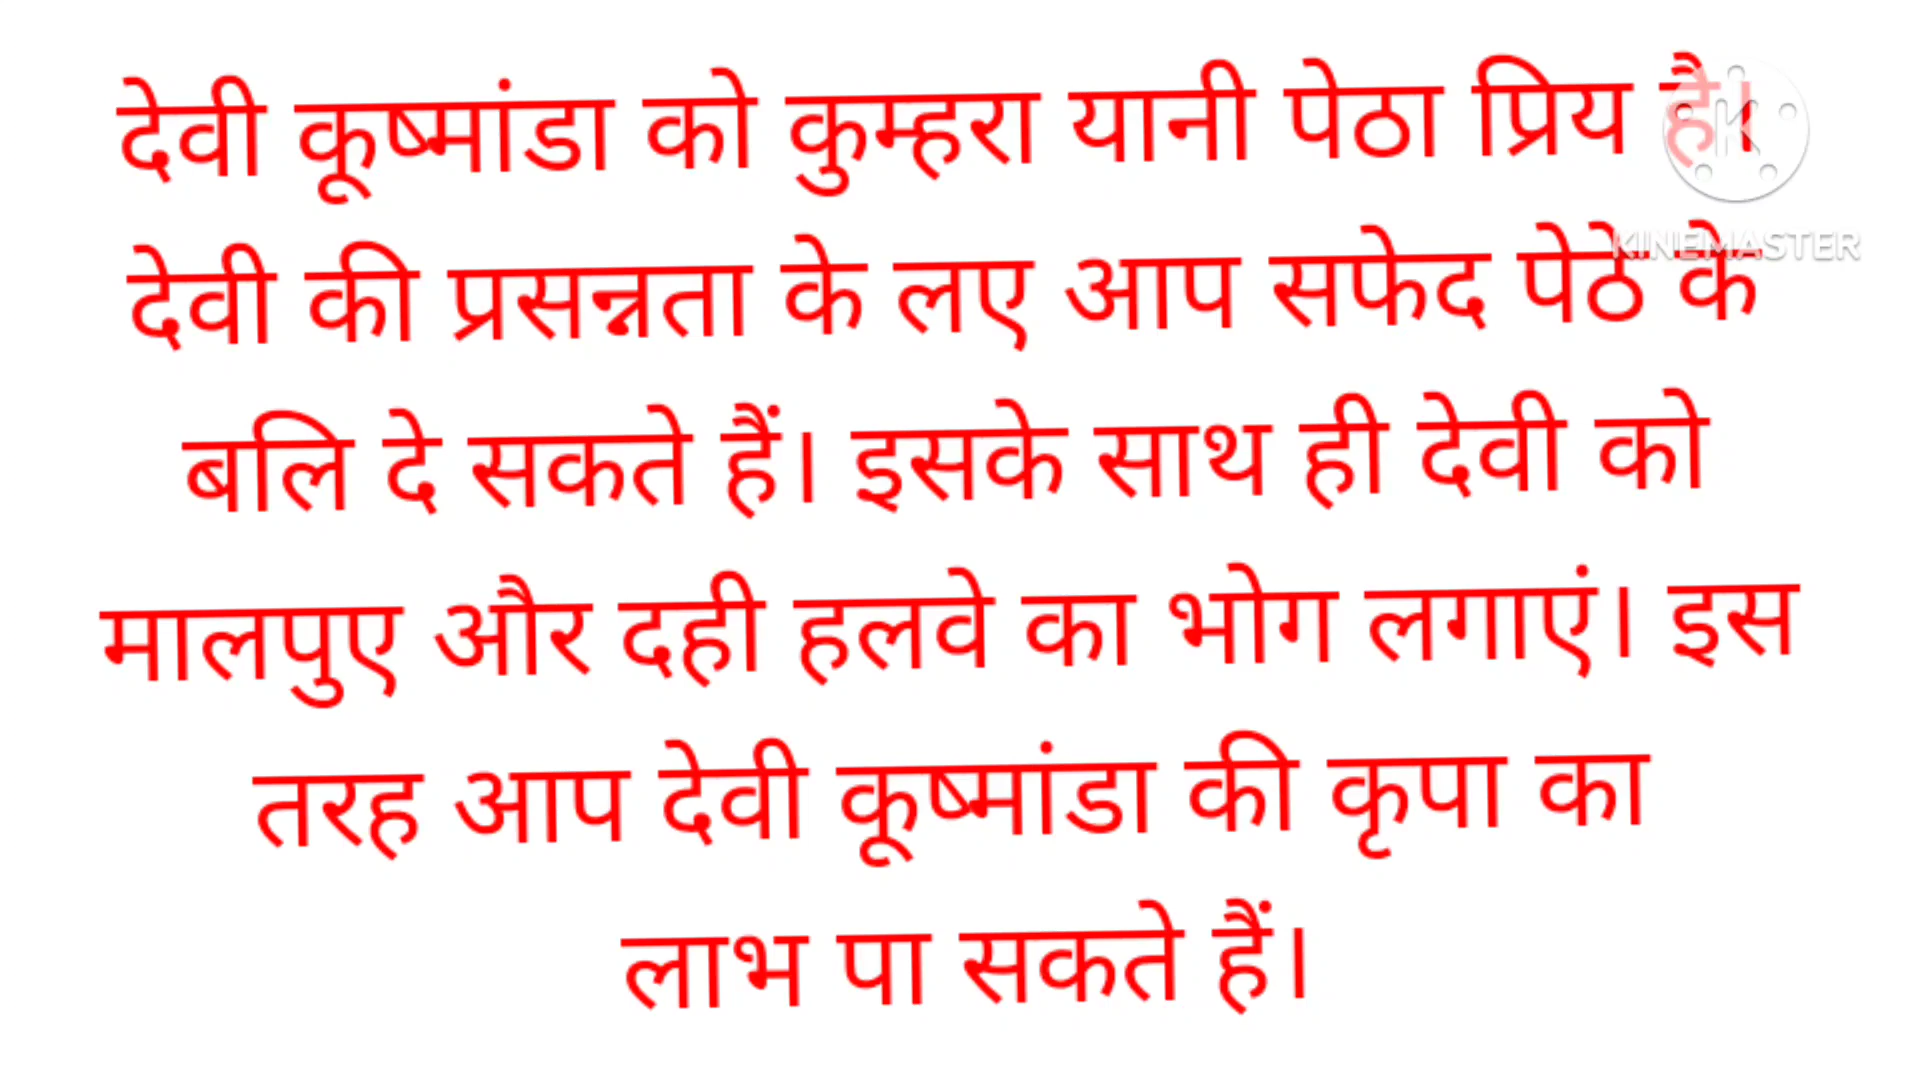 देवी कूष्मांडा को कुम्हरा यानी पेठा प्रिय है।
KINEMASTER
देवी की प्रसन्नता के लए आप सफेद पेठे के
बलि दे सकते हैं। इसके साथ ही देवी को
मालपुए और दही हलवे का भोग लगाएं। इस
तरह आप देवी कूष्मांडा की कृपा का
लाभ पा सकते हैं।